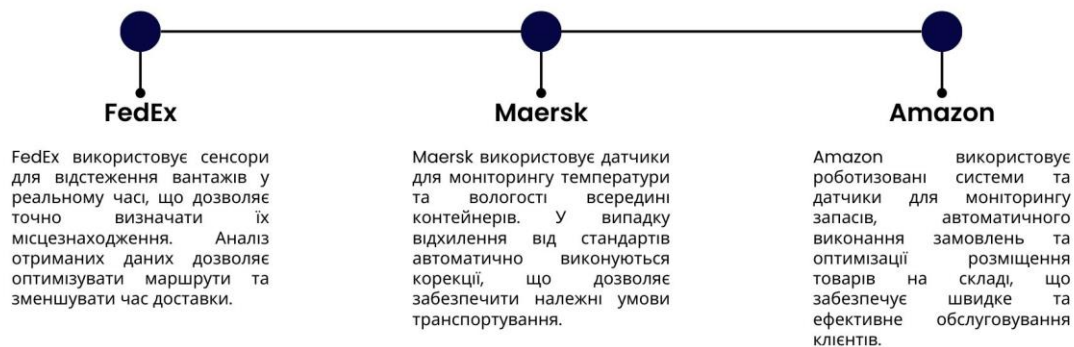 FedEx
FedEx використовує сенсори
для відстеження вантажів у
реальному часі, що дозволяє
точно визначати їх
місцезнаходження. Аналіз
отриманих даних дозволяє
оптимізувати маршрути та
зменшувати час доставки.
Maersk
Maersk використовує датчики
для моніторингу температури
та вологості всередині
контейнерів. У випадку
відхилення від стандартів
автоматично виконуються
корекції, що дозволяє
забезпечити належні умови
транспортування.
Amazon
Amazon використовує
роботизовані системи та
датчики для моніторингу
запасів, автоматичного
виконання замовлень та
оптимізації розміщення
товарів на складі, що
забезпечує швидке та
ефективне обслуговування
клієнтів.